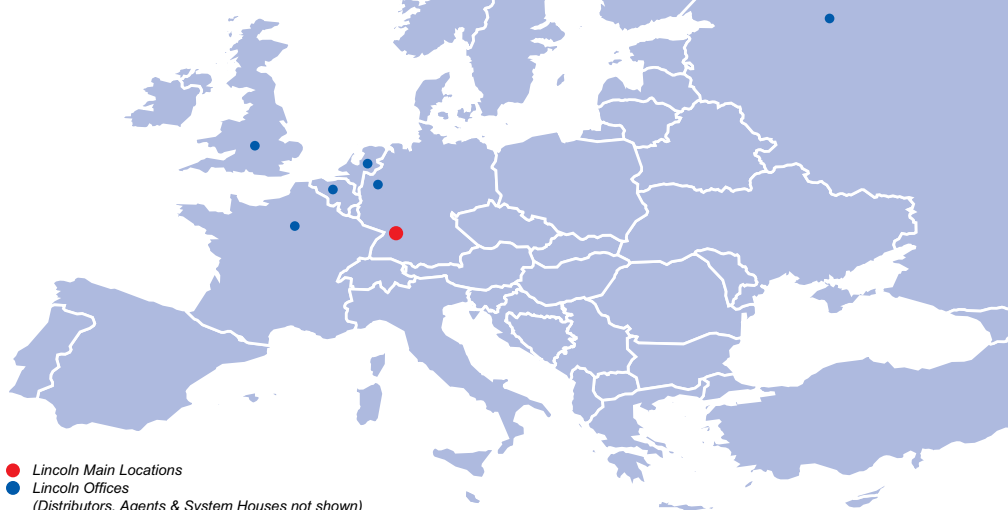 Lincoln Main Locations
Lincoln Offices
(Distributors, Agents & System Houses not shown)